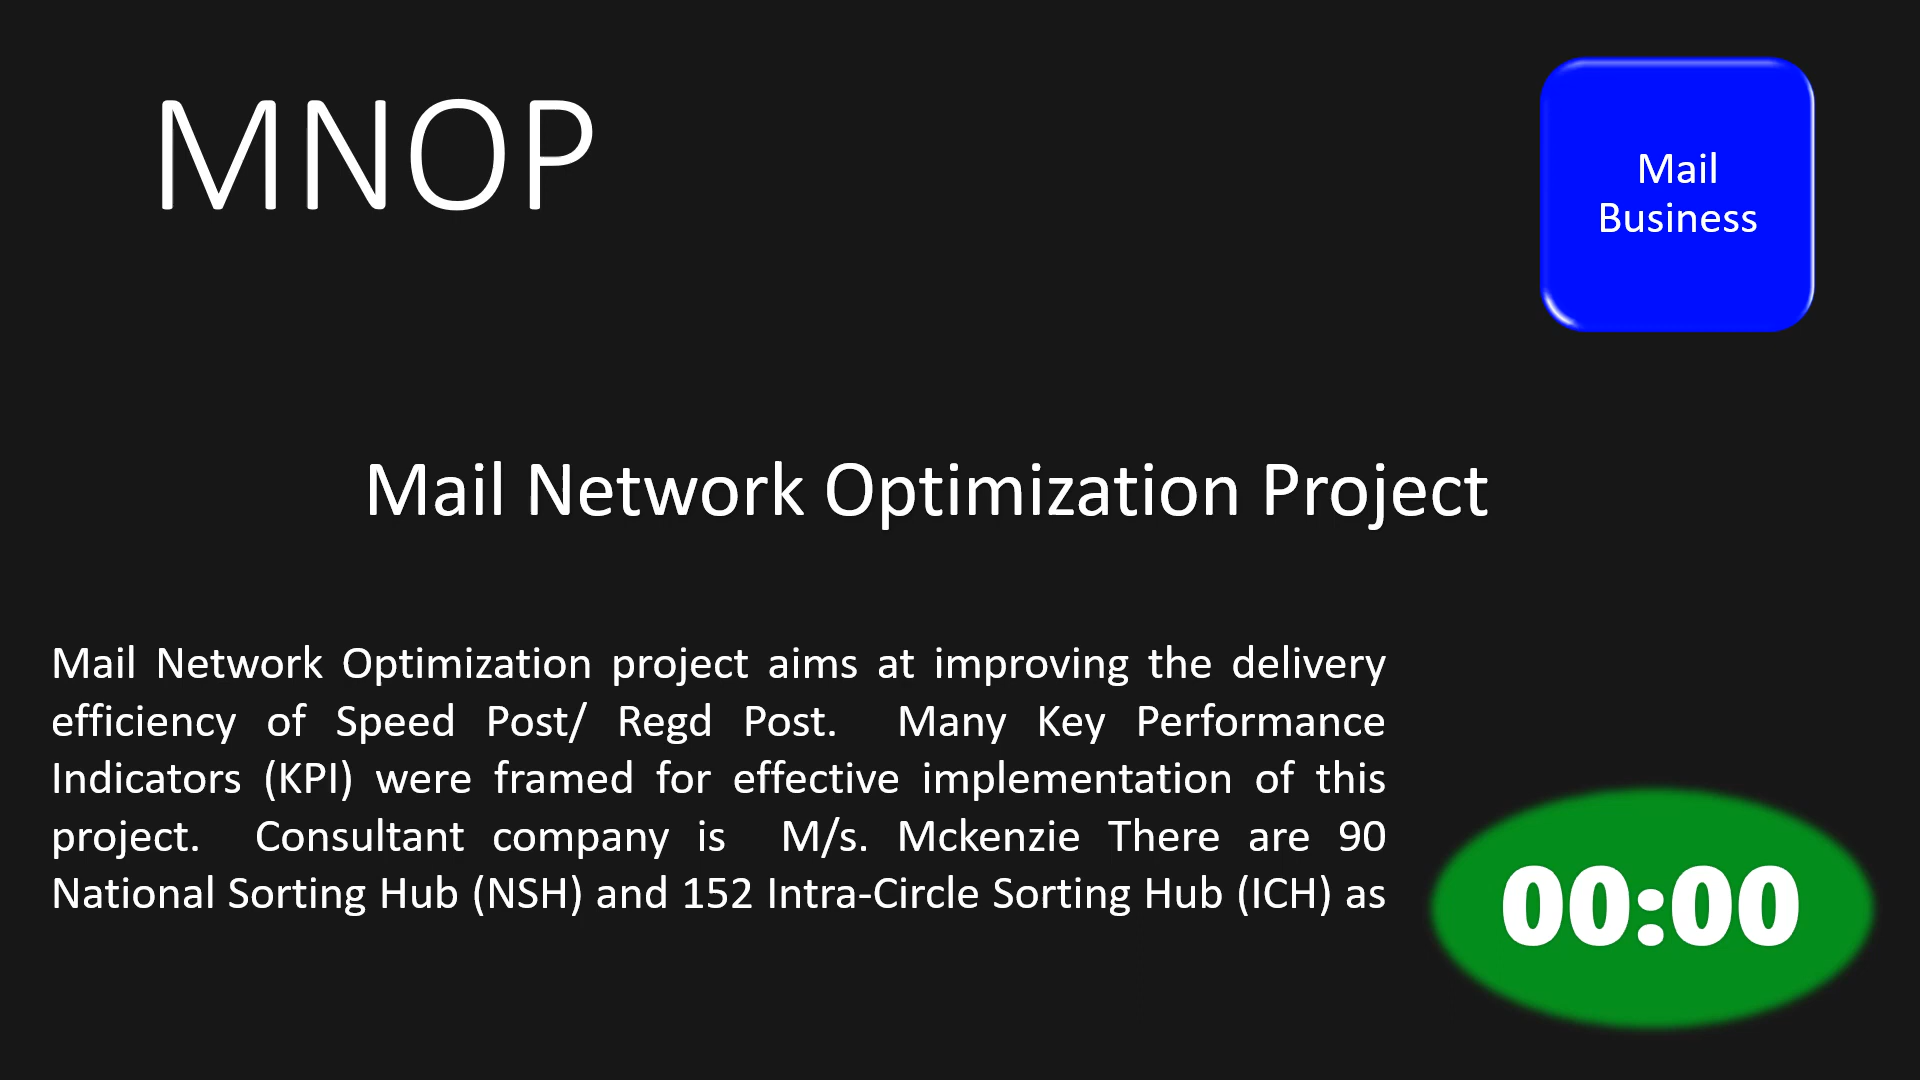 MNOP
Mail
Business
Mail Network Optimization Project
Mail Network Optimization project aims at improving the delivery
efficiency of Speed Post/ Regd Post. Many Key Performance
Indicators (KPI) were framed for effective implementation of this
project. Consultant company is M/s. Mckenzie There are 90
National Sorting Hub (NSH) and 152 Intra-Circle Sorting Hub (ICH) as
00:00